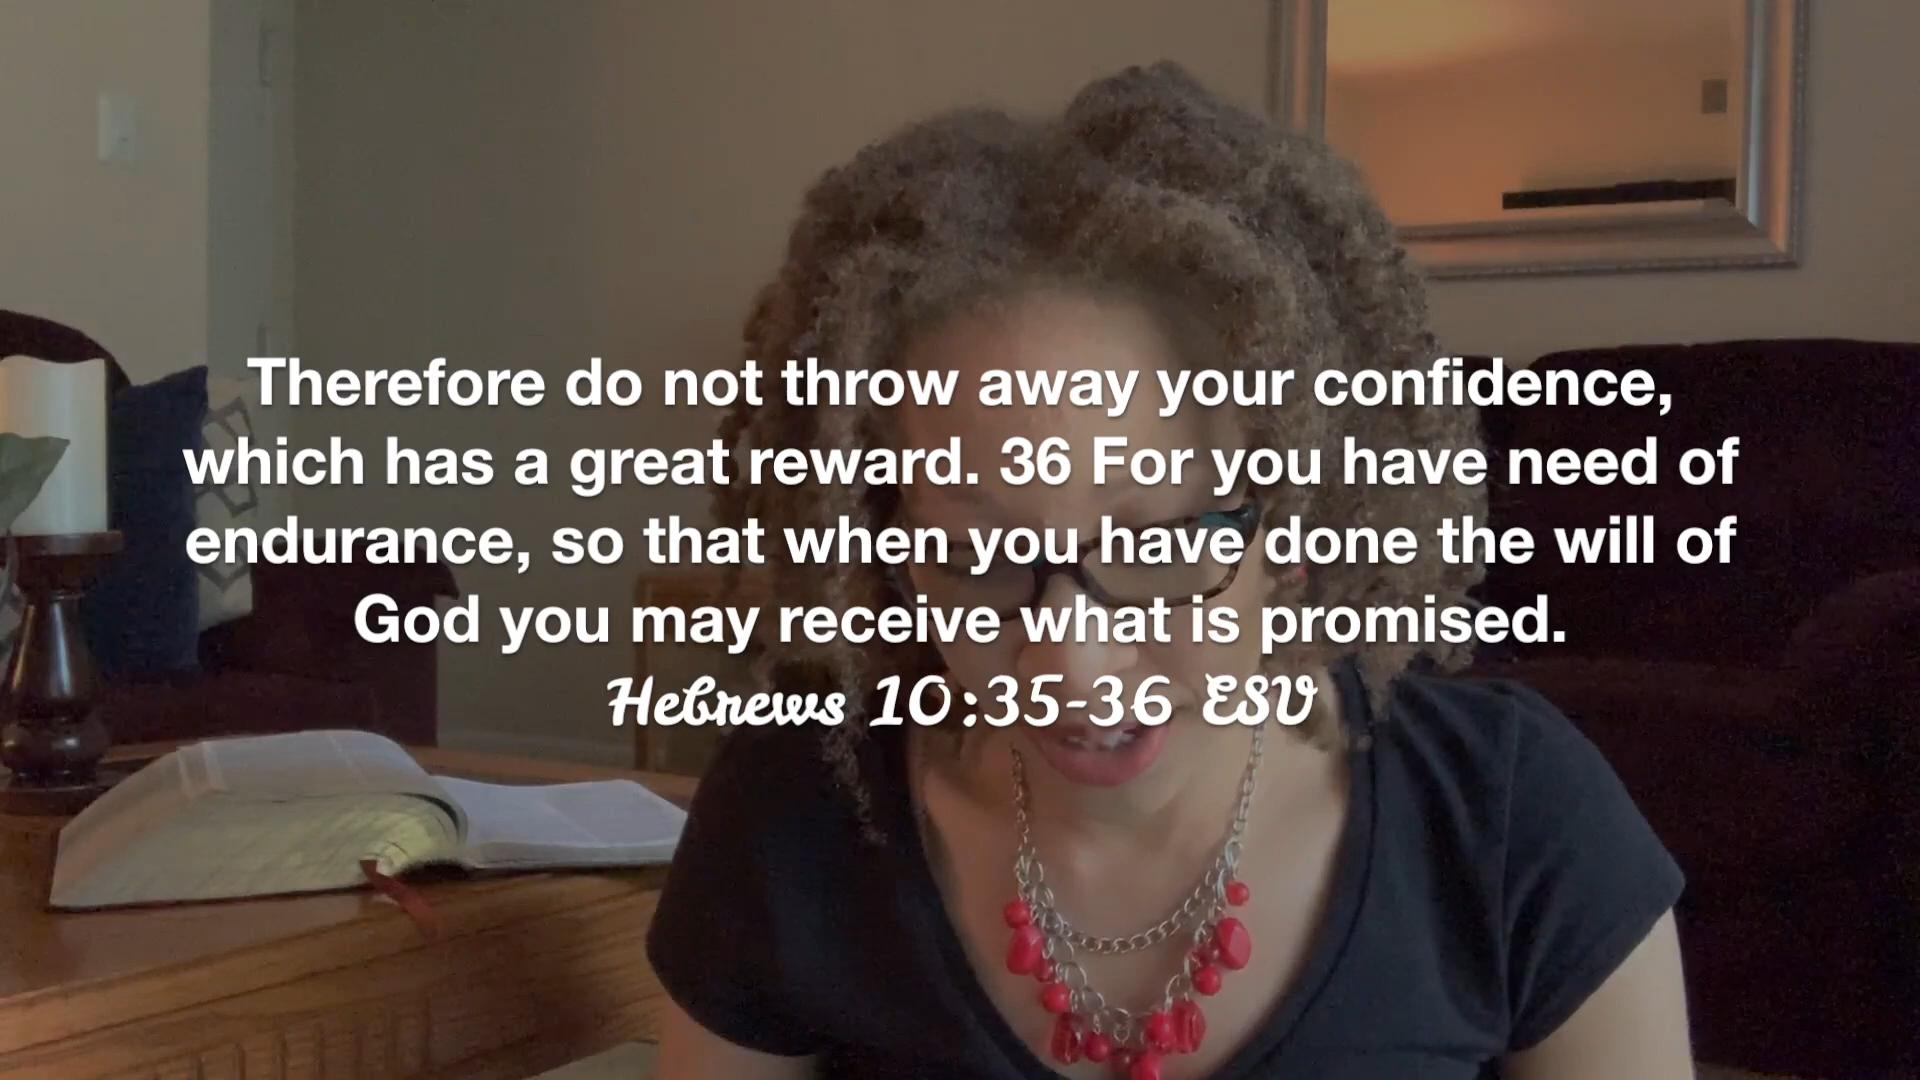 Therefore do not throw away your confidence,
which has a great reward. 36 For you have need of
endurance, so that when you have done the will of
God you may receive what is promised.
Hebrews 10:35-36 ESV